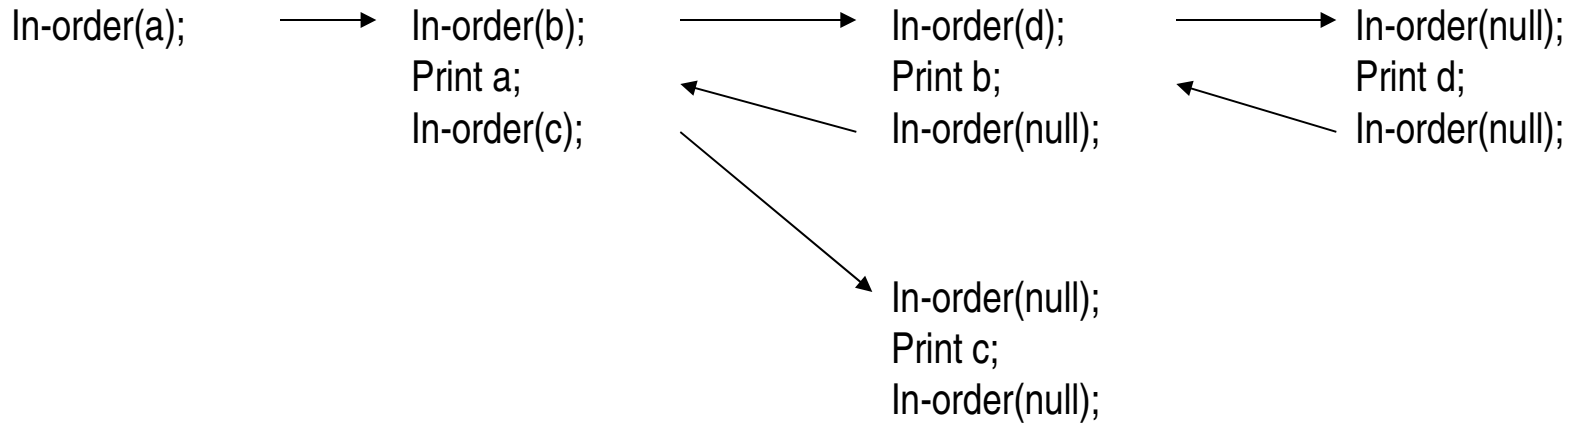 In-order(a);
In-order(b);
Print a;
In-order(c);
In-order(d);
Print b;
In-order(null);
In-order(null);
Print d;
In-order(null);
In-order(null);
Print c;
In-order(null);